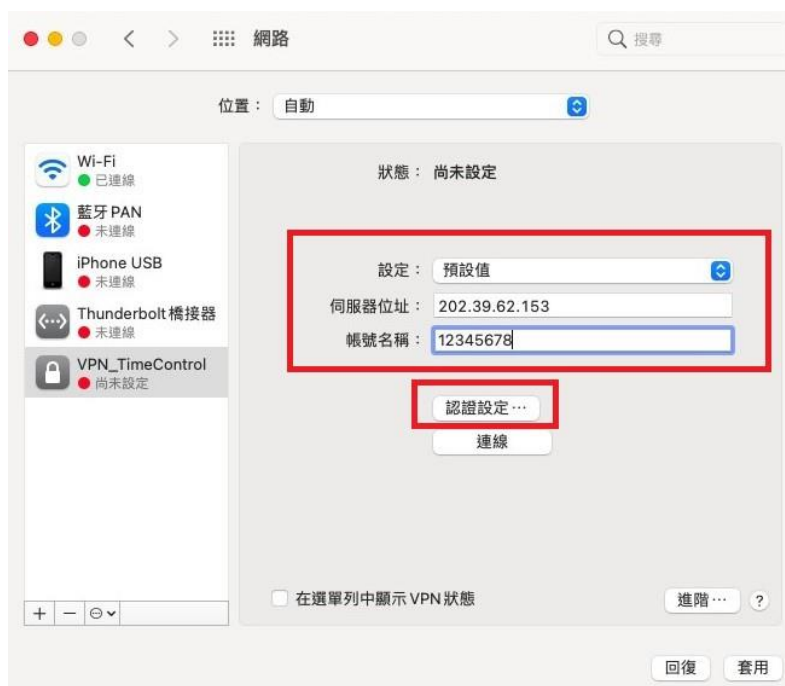 網路
搜尋
位置： 自動
Wi-Fi
已連線
藍牙 PAN
未連線
iPhone USB
未連線
Thunderbolt 橋接器
未連線
VPN_TimeControl
尚未設定
狀態： 尚未設定
設定： 預設值
伺服器位址： 202.39.62.153
帳號名稱： 12345678
認證設定…
連線
在選單列中顯示 VPN 狀態
進階… ?
回復 套用